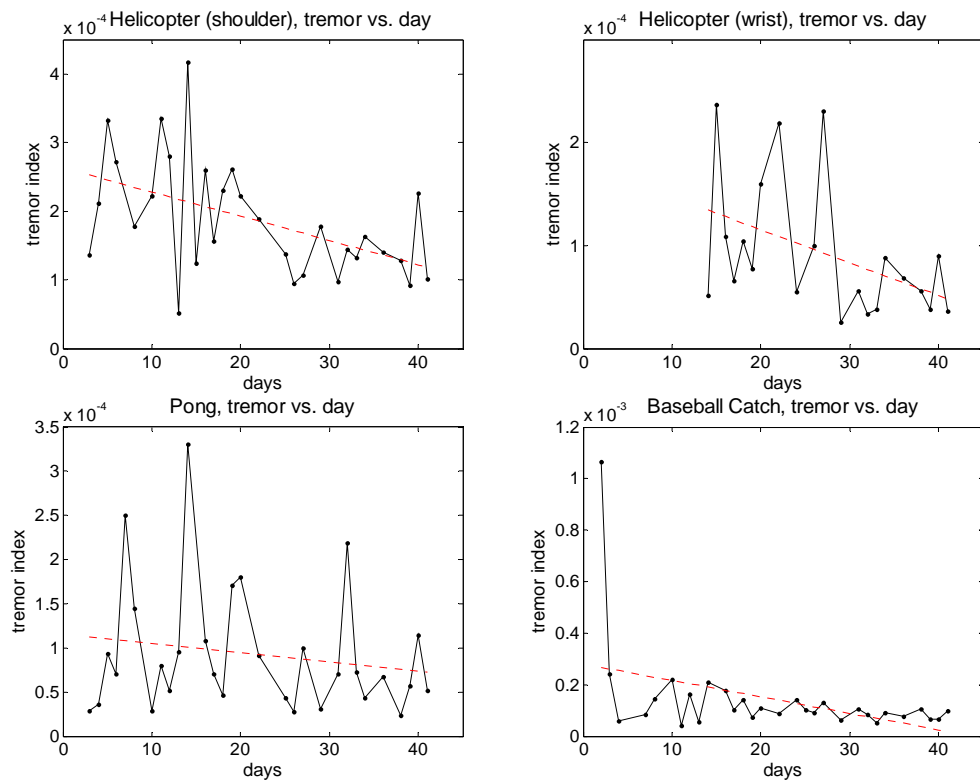 x 10-4 Helicopter (shoulder), tremor vs. day
4
3
2
1
0
tremor index
0 10 20 30 40
days
x 10-4 Helicopter (wrist), tremor vs. day
2
1
0
tremor index
0 10 20 30 40
days
x 10-4 Pong, tremor vs. day
3.5
3
2.5
2
1.5
1
0.5
0
tremor index
0 10 20 30 40
days
x 10-3 Baseball Catch, tremor vs. day
1.2
1
0.8
0.6
0.4
0.2
0
tremor index
0 10 20 30 40
days